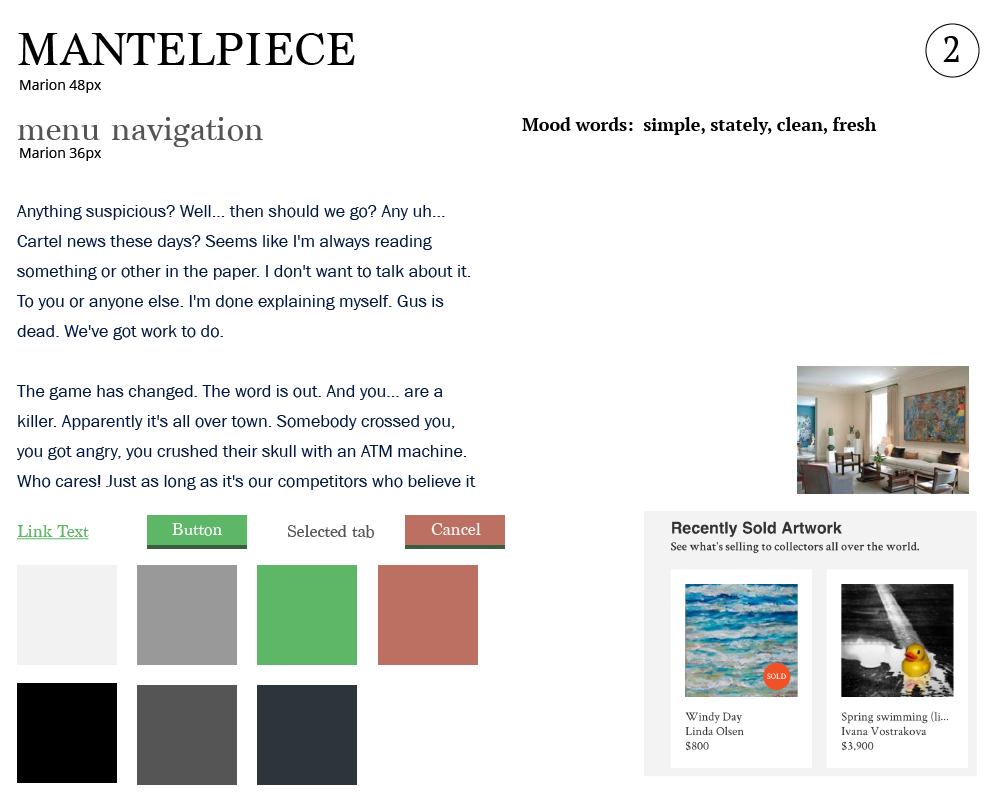 MANTELPIECE
Marion 48px
2
menu navigation
Marion 36px
Mood words: simple, stately, clean, fresh
Anything suspicious? Well... then should we go? Any uh...
Cartel news these days? Seems like I'm always reading
something or other in the paper. I don't want to talk about it.
To you or anyone else. I'm done explaining myself. Gus is
dead. We've got work to do.
The game has changed. The word is out. And you... are a
killer. Apparently it's all over town. Somebody crossed you,
you got angry, you crushed their skull with an ATM machine.
Who cares! Just as long as it's our competitors who believe it
Link Text
Button
Selected tab
Cancel
Recently Sold Artwork
See what's selling to collectors all over the world.
SOLD
Windy Day
Linda Olsen
$800
Spring swimming (li...
Ivana Vostrakova
$3,900